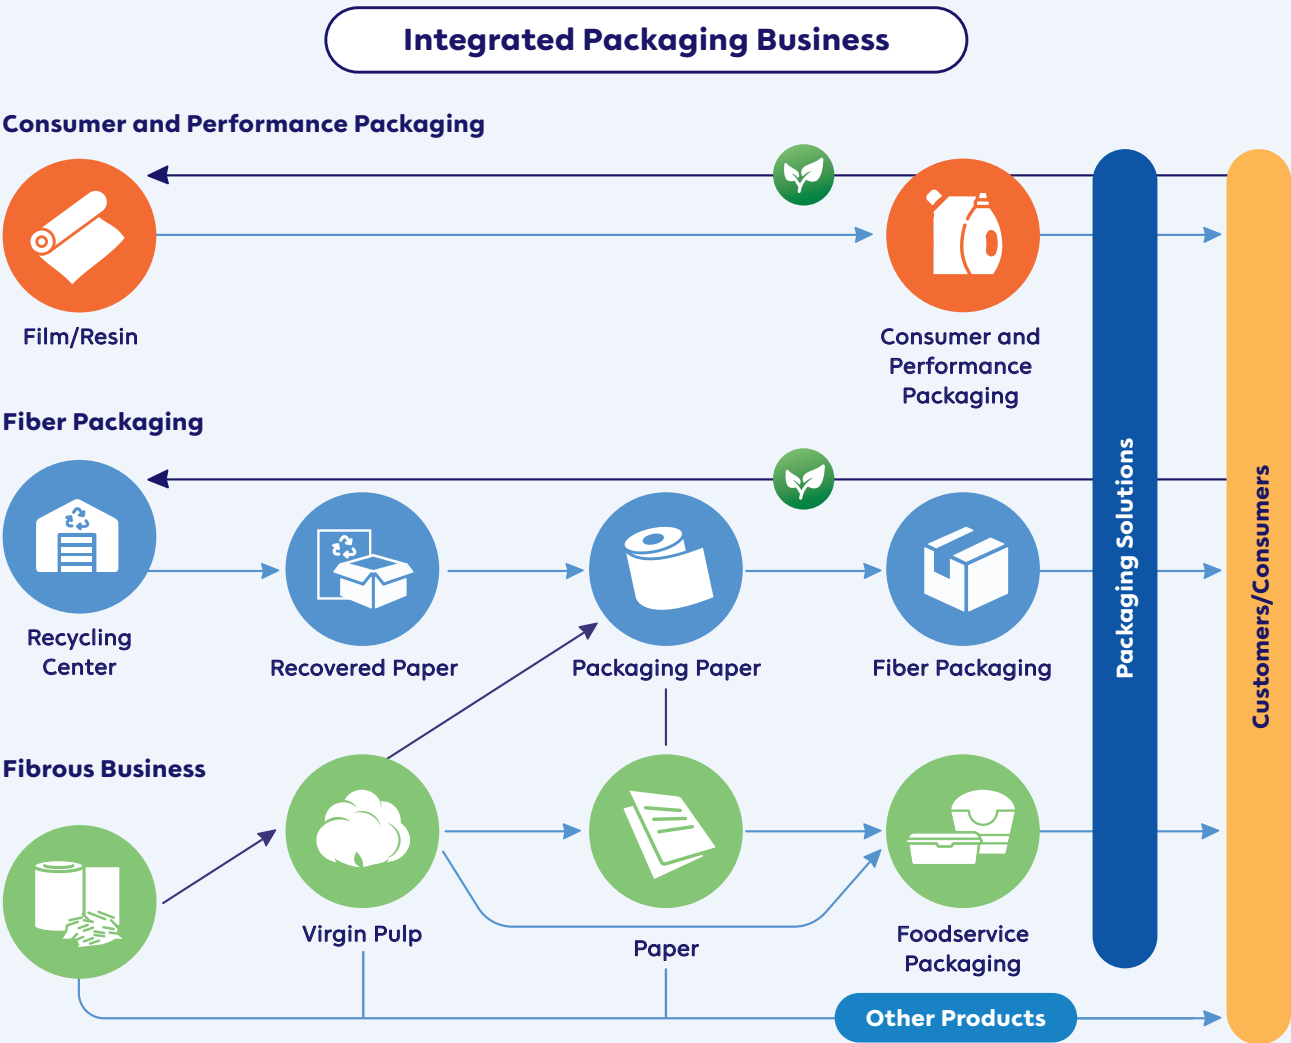 Integrated Packaging Business
Consumer and Performance Packaging
Film/Resin
Consumer and
Performance
Packaging
Fiber Packaging
Recycling
Center
Recovered Paper
Packaging Paper
Fiber Packaging
Fibrous Business
Virgin Pulp
Paper
Foodservice
Packaging
Other Products
Packaging Solutions
Customers/Consumers